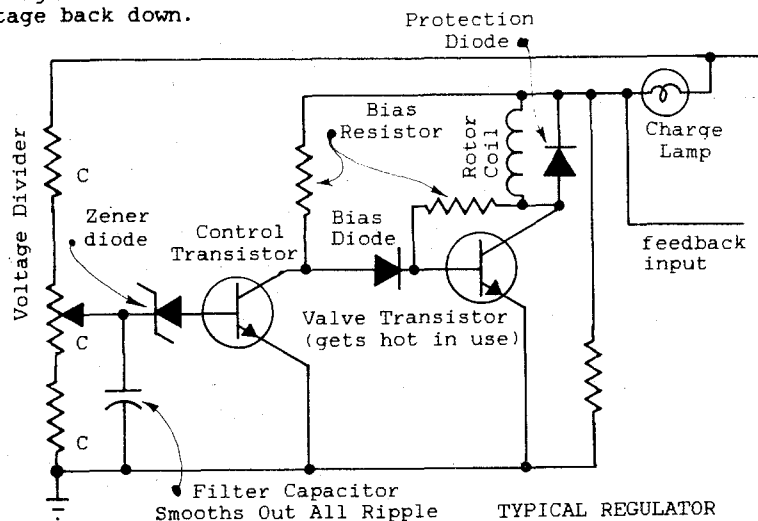 tage back down.
Protection
Diode
Bias
Resistor
Rotor
Coil
Charge
Lamp
Voltage Divider
C
Zener
diode
Control
Transistor
Bias
Diode
feedback
input
C
Valve Transistor
(gets hot in use)
C
Filter Capacitor
Smooths Out All Ripple
TYPICAL REGULATOR